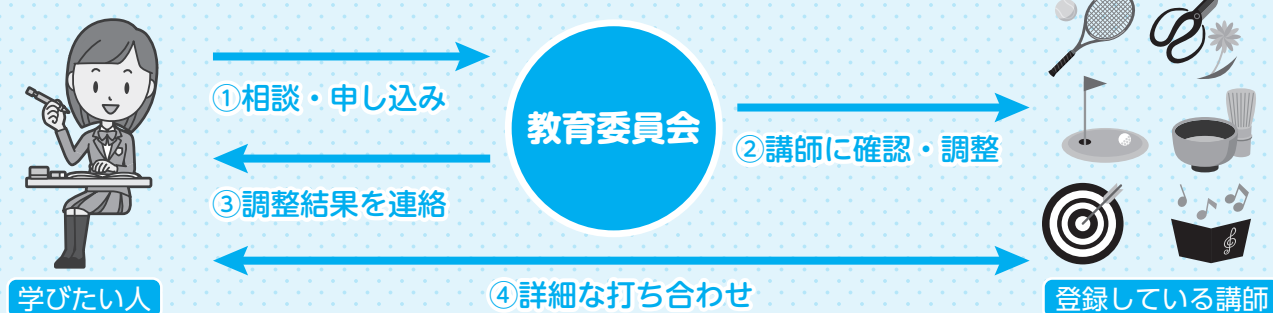 ①相談・申し込み
教育委員会
②講師に確認・調整
③調整結果を連絡
④詳細な打ち合わせ
学びたい人
登録している講師